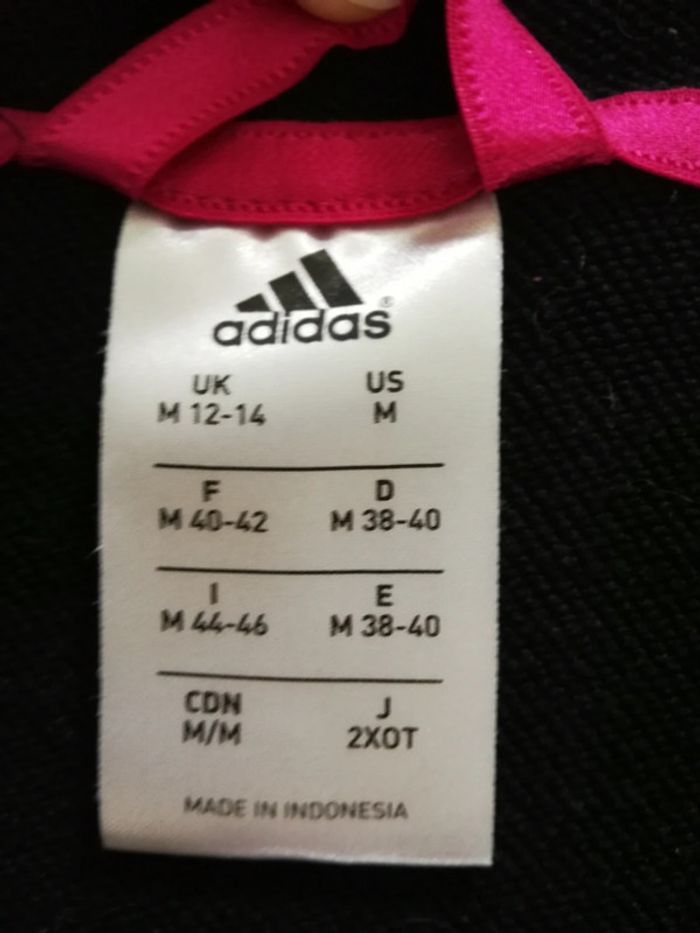 adidas®
UK US
M 12-14 M
F D
M 40-42 M 38-40
I E
M 44-46 M 38-40
CDN J
M/M 2XOT
MADE IN INDONESIA